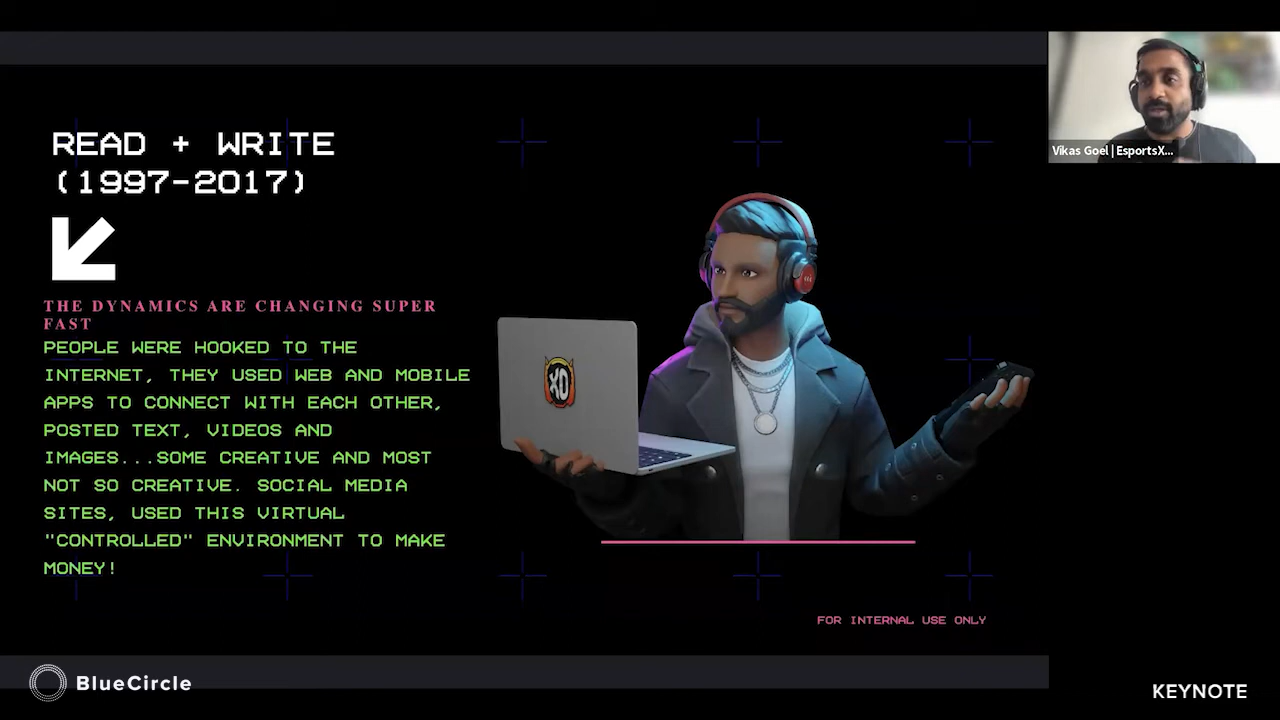 READ + WRITE
(1997-2017)
THE DYNAMICS ARE CHANGING SUPER
FAST
PEOPLE WERE HOOKED TO THE
INTERNET, THEY USED WEB AND MOBILE
APPS TO CONNECT WITH EACH OTHER,
POSTED TEXT, VIDEOS AND
IMAGES...SOME CREATIVE AND MOST
NOT SO CREATIVE. SOCIAL MEDIA
SITES, USED THIS VIRTUAL
"CONTROLLED" ENVIRONMENT TO MAKE
MONEY!
XO
FOR INTERNAL USE ONLY
Vikas Goel | EsportsX...
BlueCircle
KEYNOTE